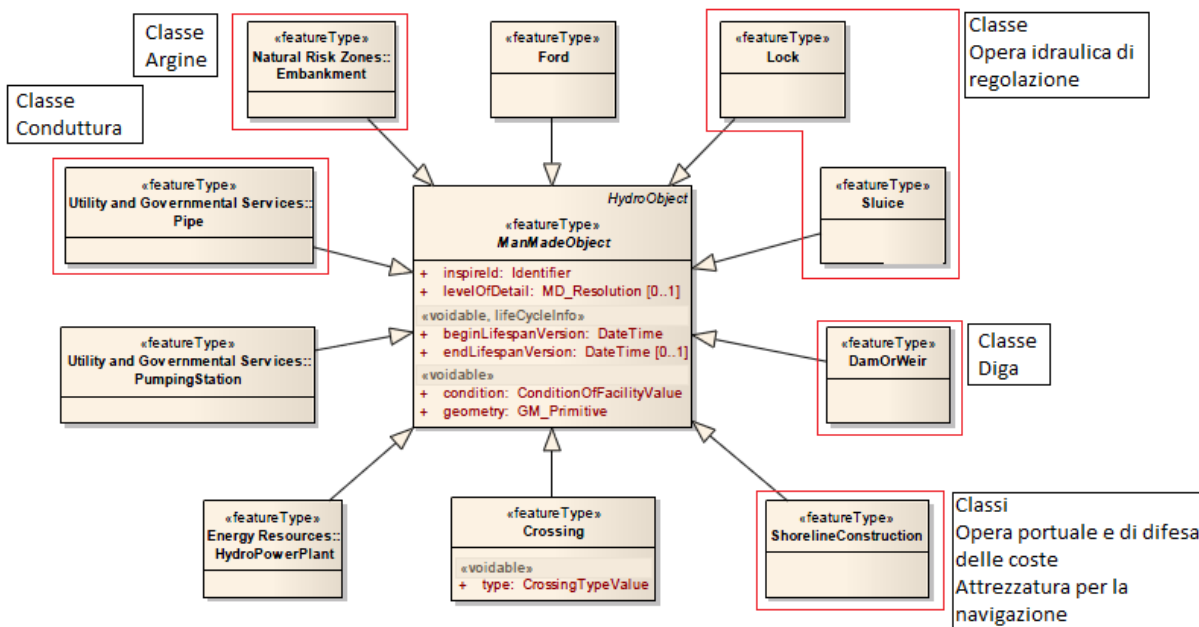 Classe
Argine
«featureType»
Natural Risk Zones::
Embankment
«featureType»
Ford
«featureType»
Lock
Classe
Opera idraulica di
regolazione
Classe
Conduttura
«featureType»
Utility and Governmental Services::
Pipe
HydroObject
«featureType»
ManMadeObject
+ inspireId: Identifier
+ levelOfDetail: MD_Resolution [0..1]
«voidable, lifeCycleInfo»
+ beginLifespanVersion: DateTime
+ endLifespanVersion: DateTime [0..1]
«voidable»
+ condition: ConditionOfFacilityValue
+ geometry: GM_Primitive
«featureType»
Sluice
«featureType»
Utility and Governmental Services::
PumpingStation
«featureType»
DamOrWeir
Classe
Diga
«featureType»
Energy Resources::
HydroPowerPlant
«featureType»
Crossing
«voidable»
+ type: CrossingTypeValue
«featureType»
ShorelineConstruction
Classi
Opera portuale e di difesa
delle coste
Attrezzatura per la
navigazione